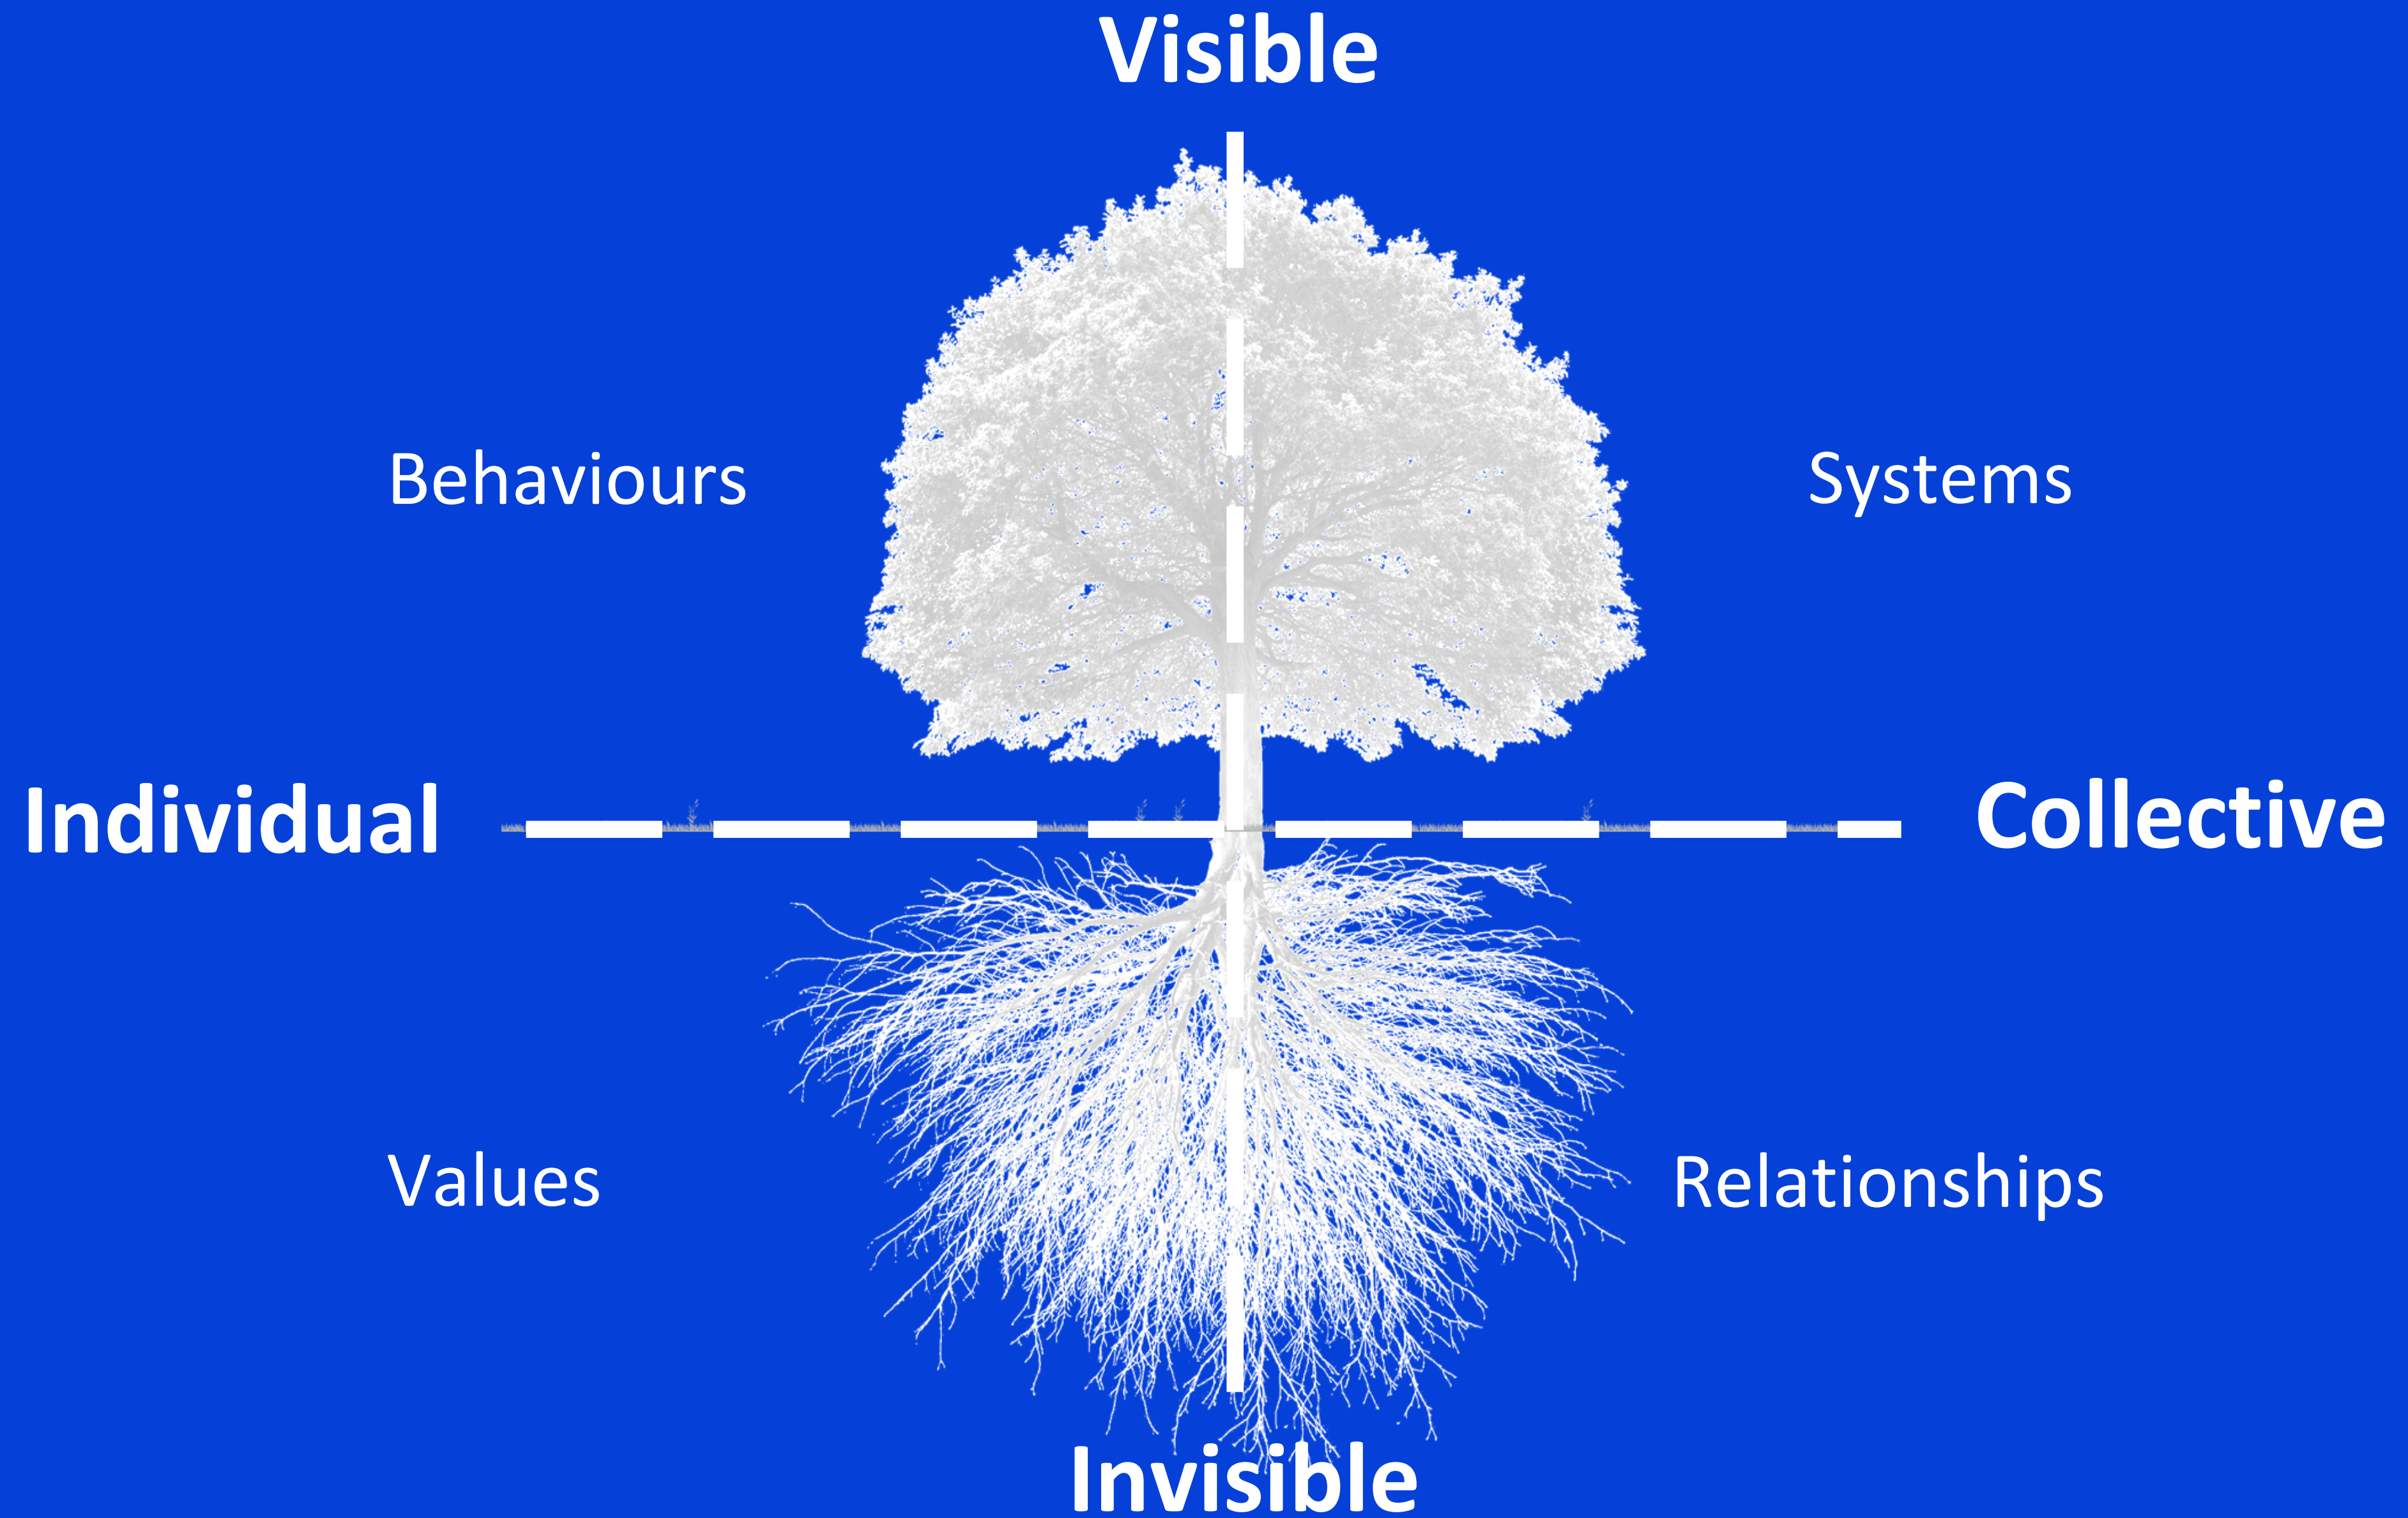 Visible
Behaviours
Systems
Individual
Collective
Values
Relationships
Invisible